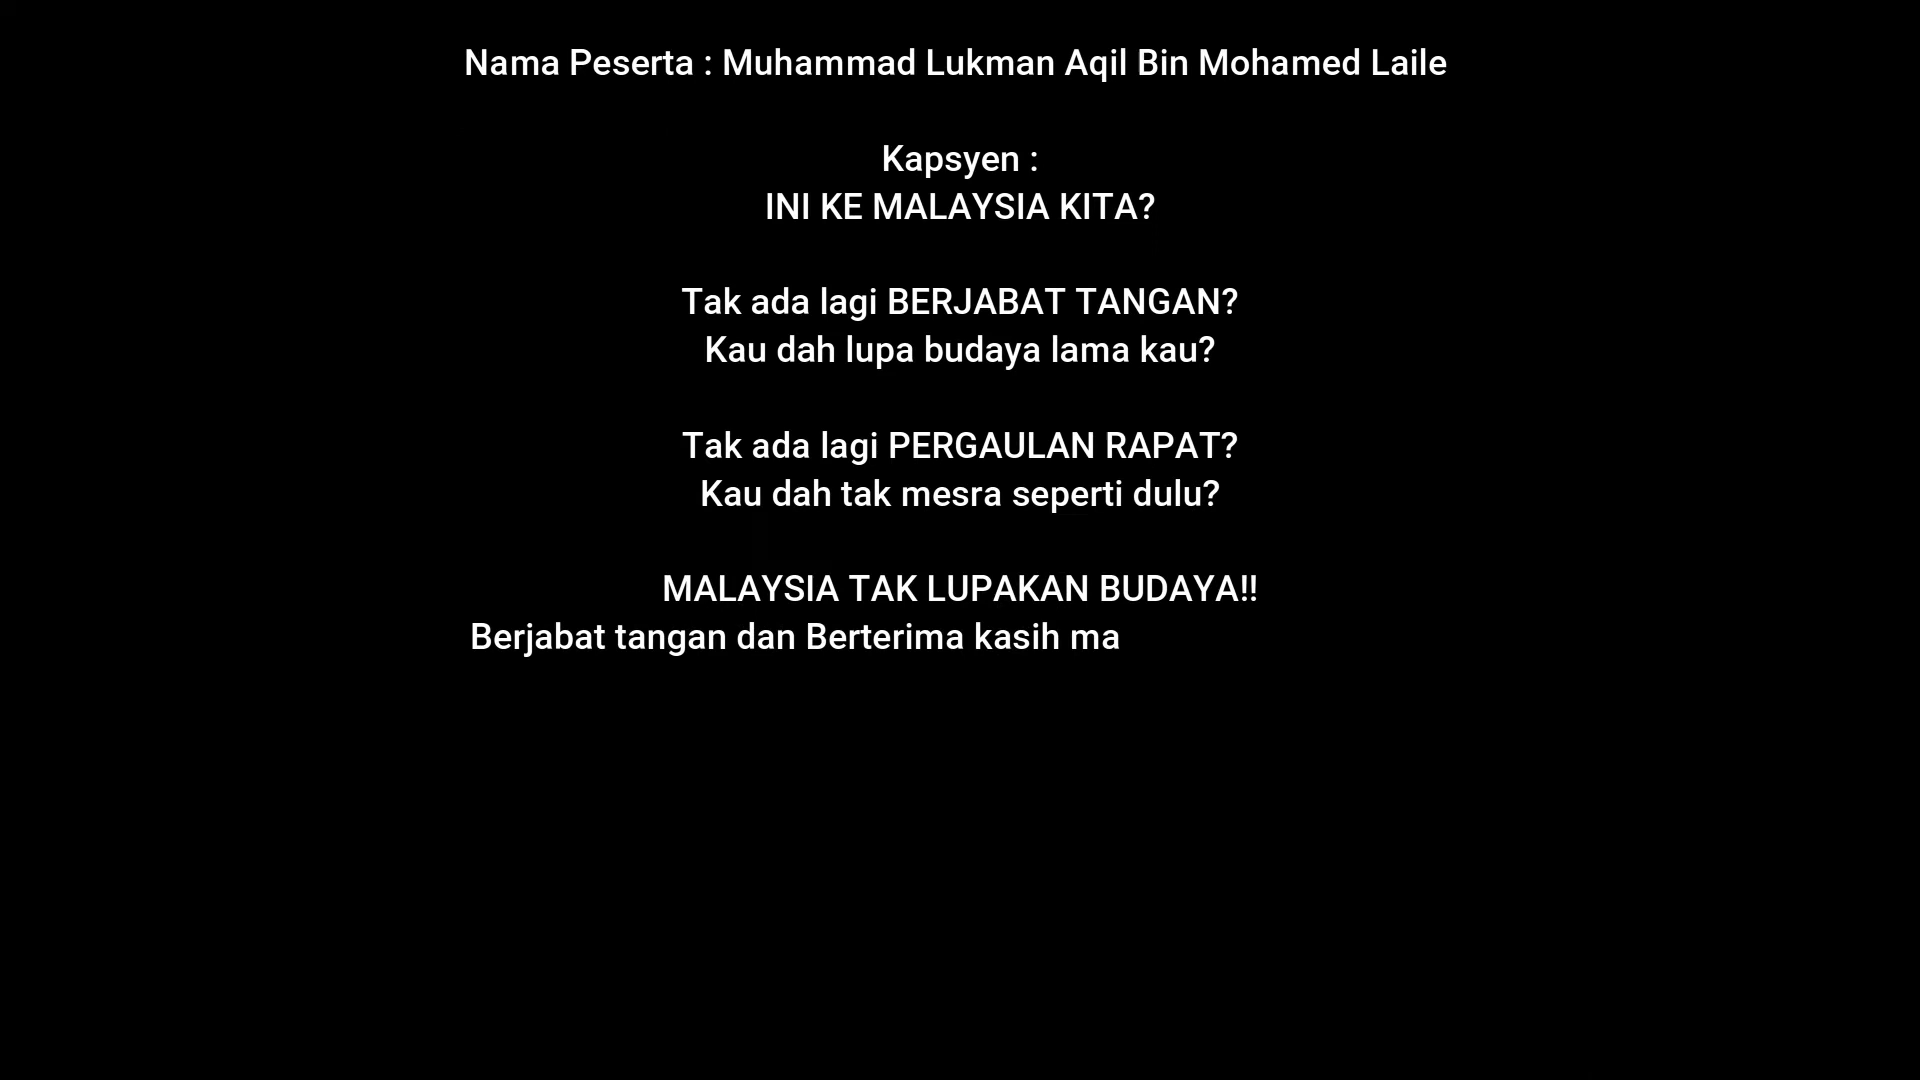 Nama Peserta : Muhammad Lukman Aqil Bin Mohamed Laile
Kapsyen :
INI KE MALAYSIA KITA?
Tak ada lagi BERJABAT TANGAN?
Kau dah lupa budaya lama kau?
Tak ada lagi PERGAULAN RAPAT?
Kau dah tak mesra seperti dulu?
MALAYSIA TAK LUPAKAN BUDAYA!!
Berjabat tangan dan Berterima kasih ma